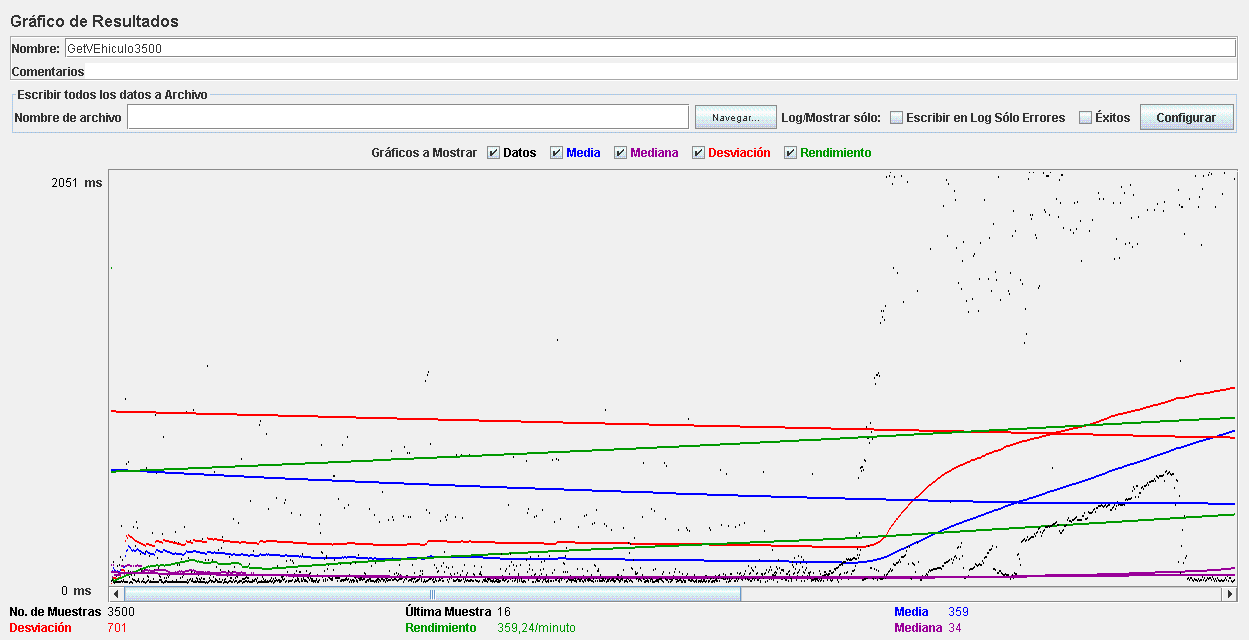 Gráfico de Resultados
Nombre: GetVEhiculo3500
Comentarios
Escribir todos los datos a Archivo
Nombre de archivo Navegar... Log/Mostrar sólo: Escribir en Log Sólo Errores Éxitos Configurar
Gráficos a Mostrar Datos Media Mediana Desviación Rendimiento
2051 ms
0 ms
No. de Muestras 3500 Última Muestra 16 Media 359
Desviación 701 Rendimiento 359,24/minuto Mediana 34